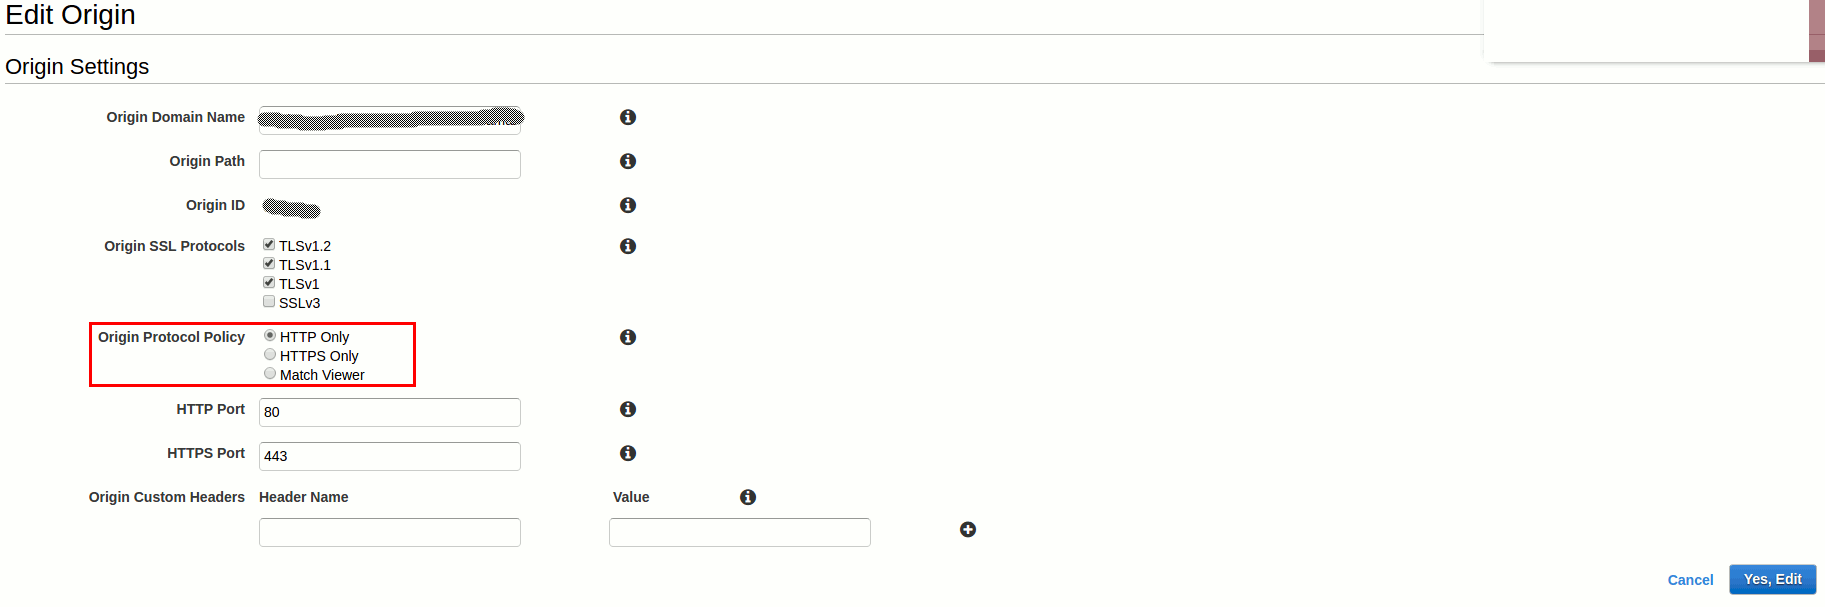 Edit Origin
Origin Settings
Origin Domain Name
Origin Path
Origin ID
Origin SSL Protocols
TLSv1.2
TLSv1.1
TLSv1
SSLv3
Origin Protocol Policy
HTTP Only
HTTPS Only
Match Viewer
HTTP Port 80
HTTPS Port 443
Origin Custom Headers Header Name Value
Cancel Yes, Edit